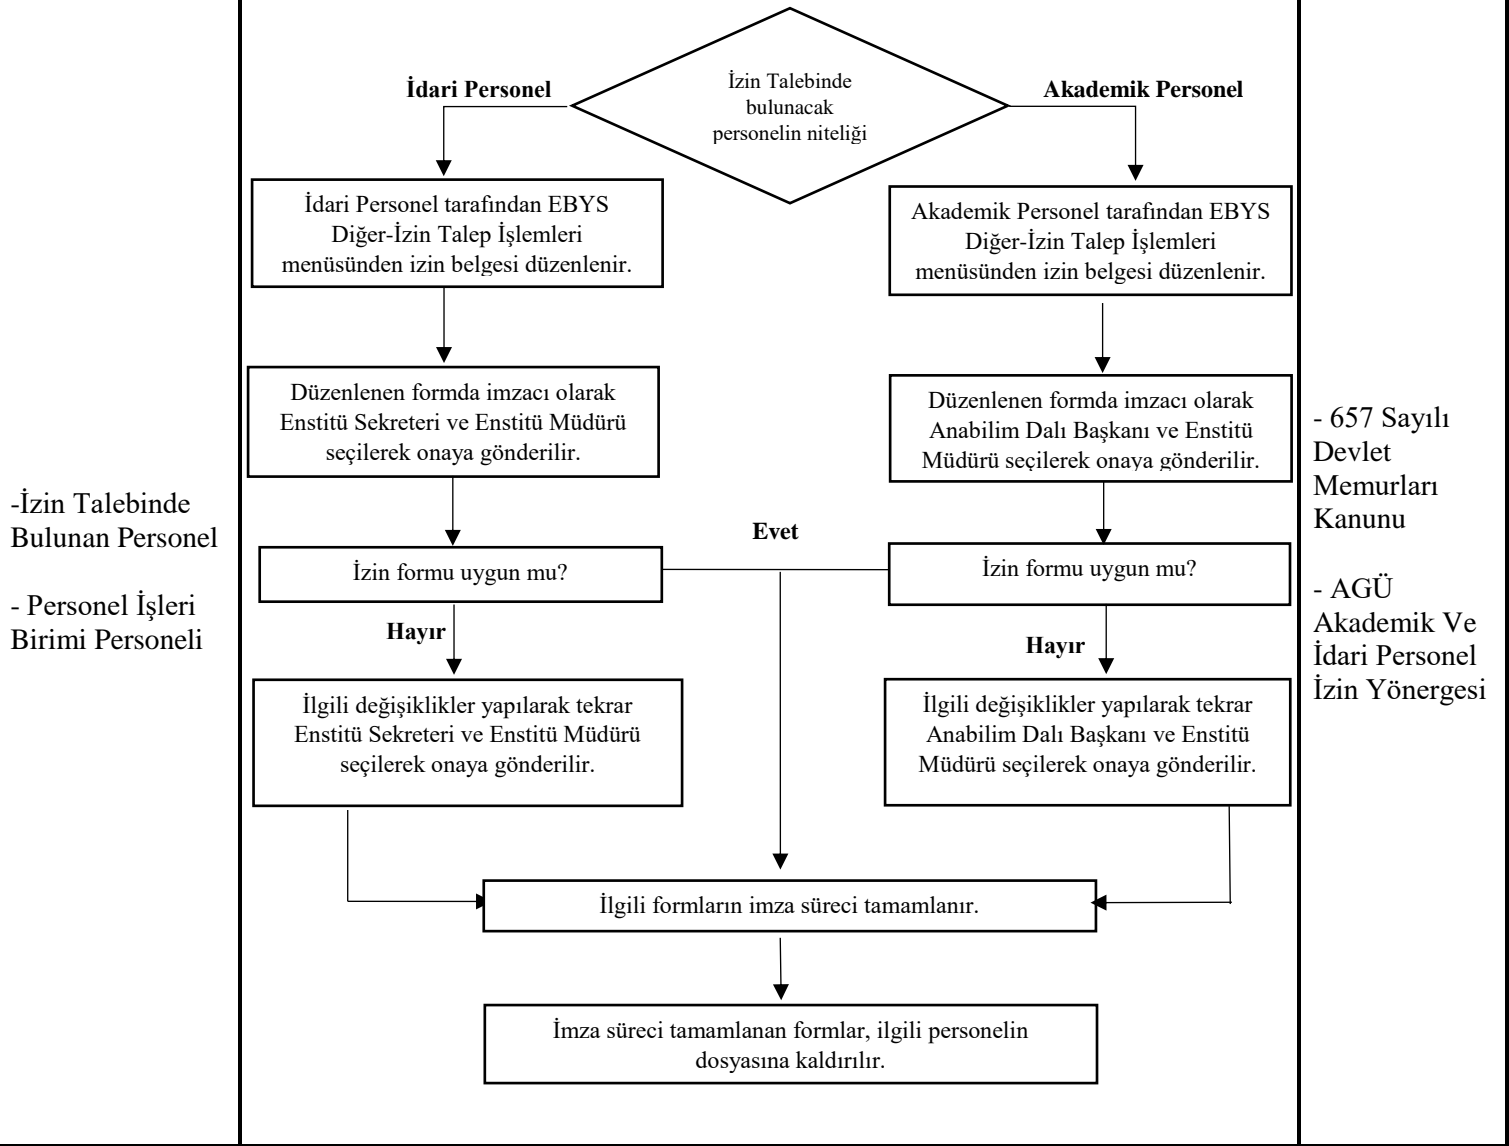 İzin Talebinde
bulunacak
personelin niteliği
İdari Personel
Akademik Personel
İdari Personel tarafından EBYS
Diğer-İzin Talep İşlemleri
menüsünden izin belgesi düzenlenir.
Akademik Personel tarafından EBYS
Diğer-İzin Talep İşlemleri
menüsünden izin belgesi düzenlenir.
Düzenlenen formda imzacı olarak
Enstitü Sekreteri ve Enstitü Müdürü
seçilerek onaya gönderilir.
Düzenlenen formda imzacı olarak
Anabilim Dalı Başkanı ve Enstitü
Müdürü seçilerek onaya gönderilir.
-İzin Talebinde
Bulunan Personel
- Personel İşleri
Birimi Personeli
- 657 Sayılı
Devlet
Memurları
Kanunu
- AGÜ
Akademik Ve
İdari Personel
İzin Yönergesi
İzin formu uygun mu?
Evet
İzin formu uygun mu?
Hayır
Hayır
İlgili değişiklikler yapılarak tekrar
Enstitü Sekreteri ve Enstitü Müdürü
seçilerek onaya gönderilir.
İlgili değişiklikler yapılarak tekrar
Anabilim Dalı Başkanı ve Enstitü
Müdürü seçilerek onaya gönderilir.
İlgili formların imza süreci tamamlanır.
İmza süreci tamamlanan formlar, ilgili personelin
dosyasına kaldırılır.